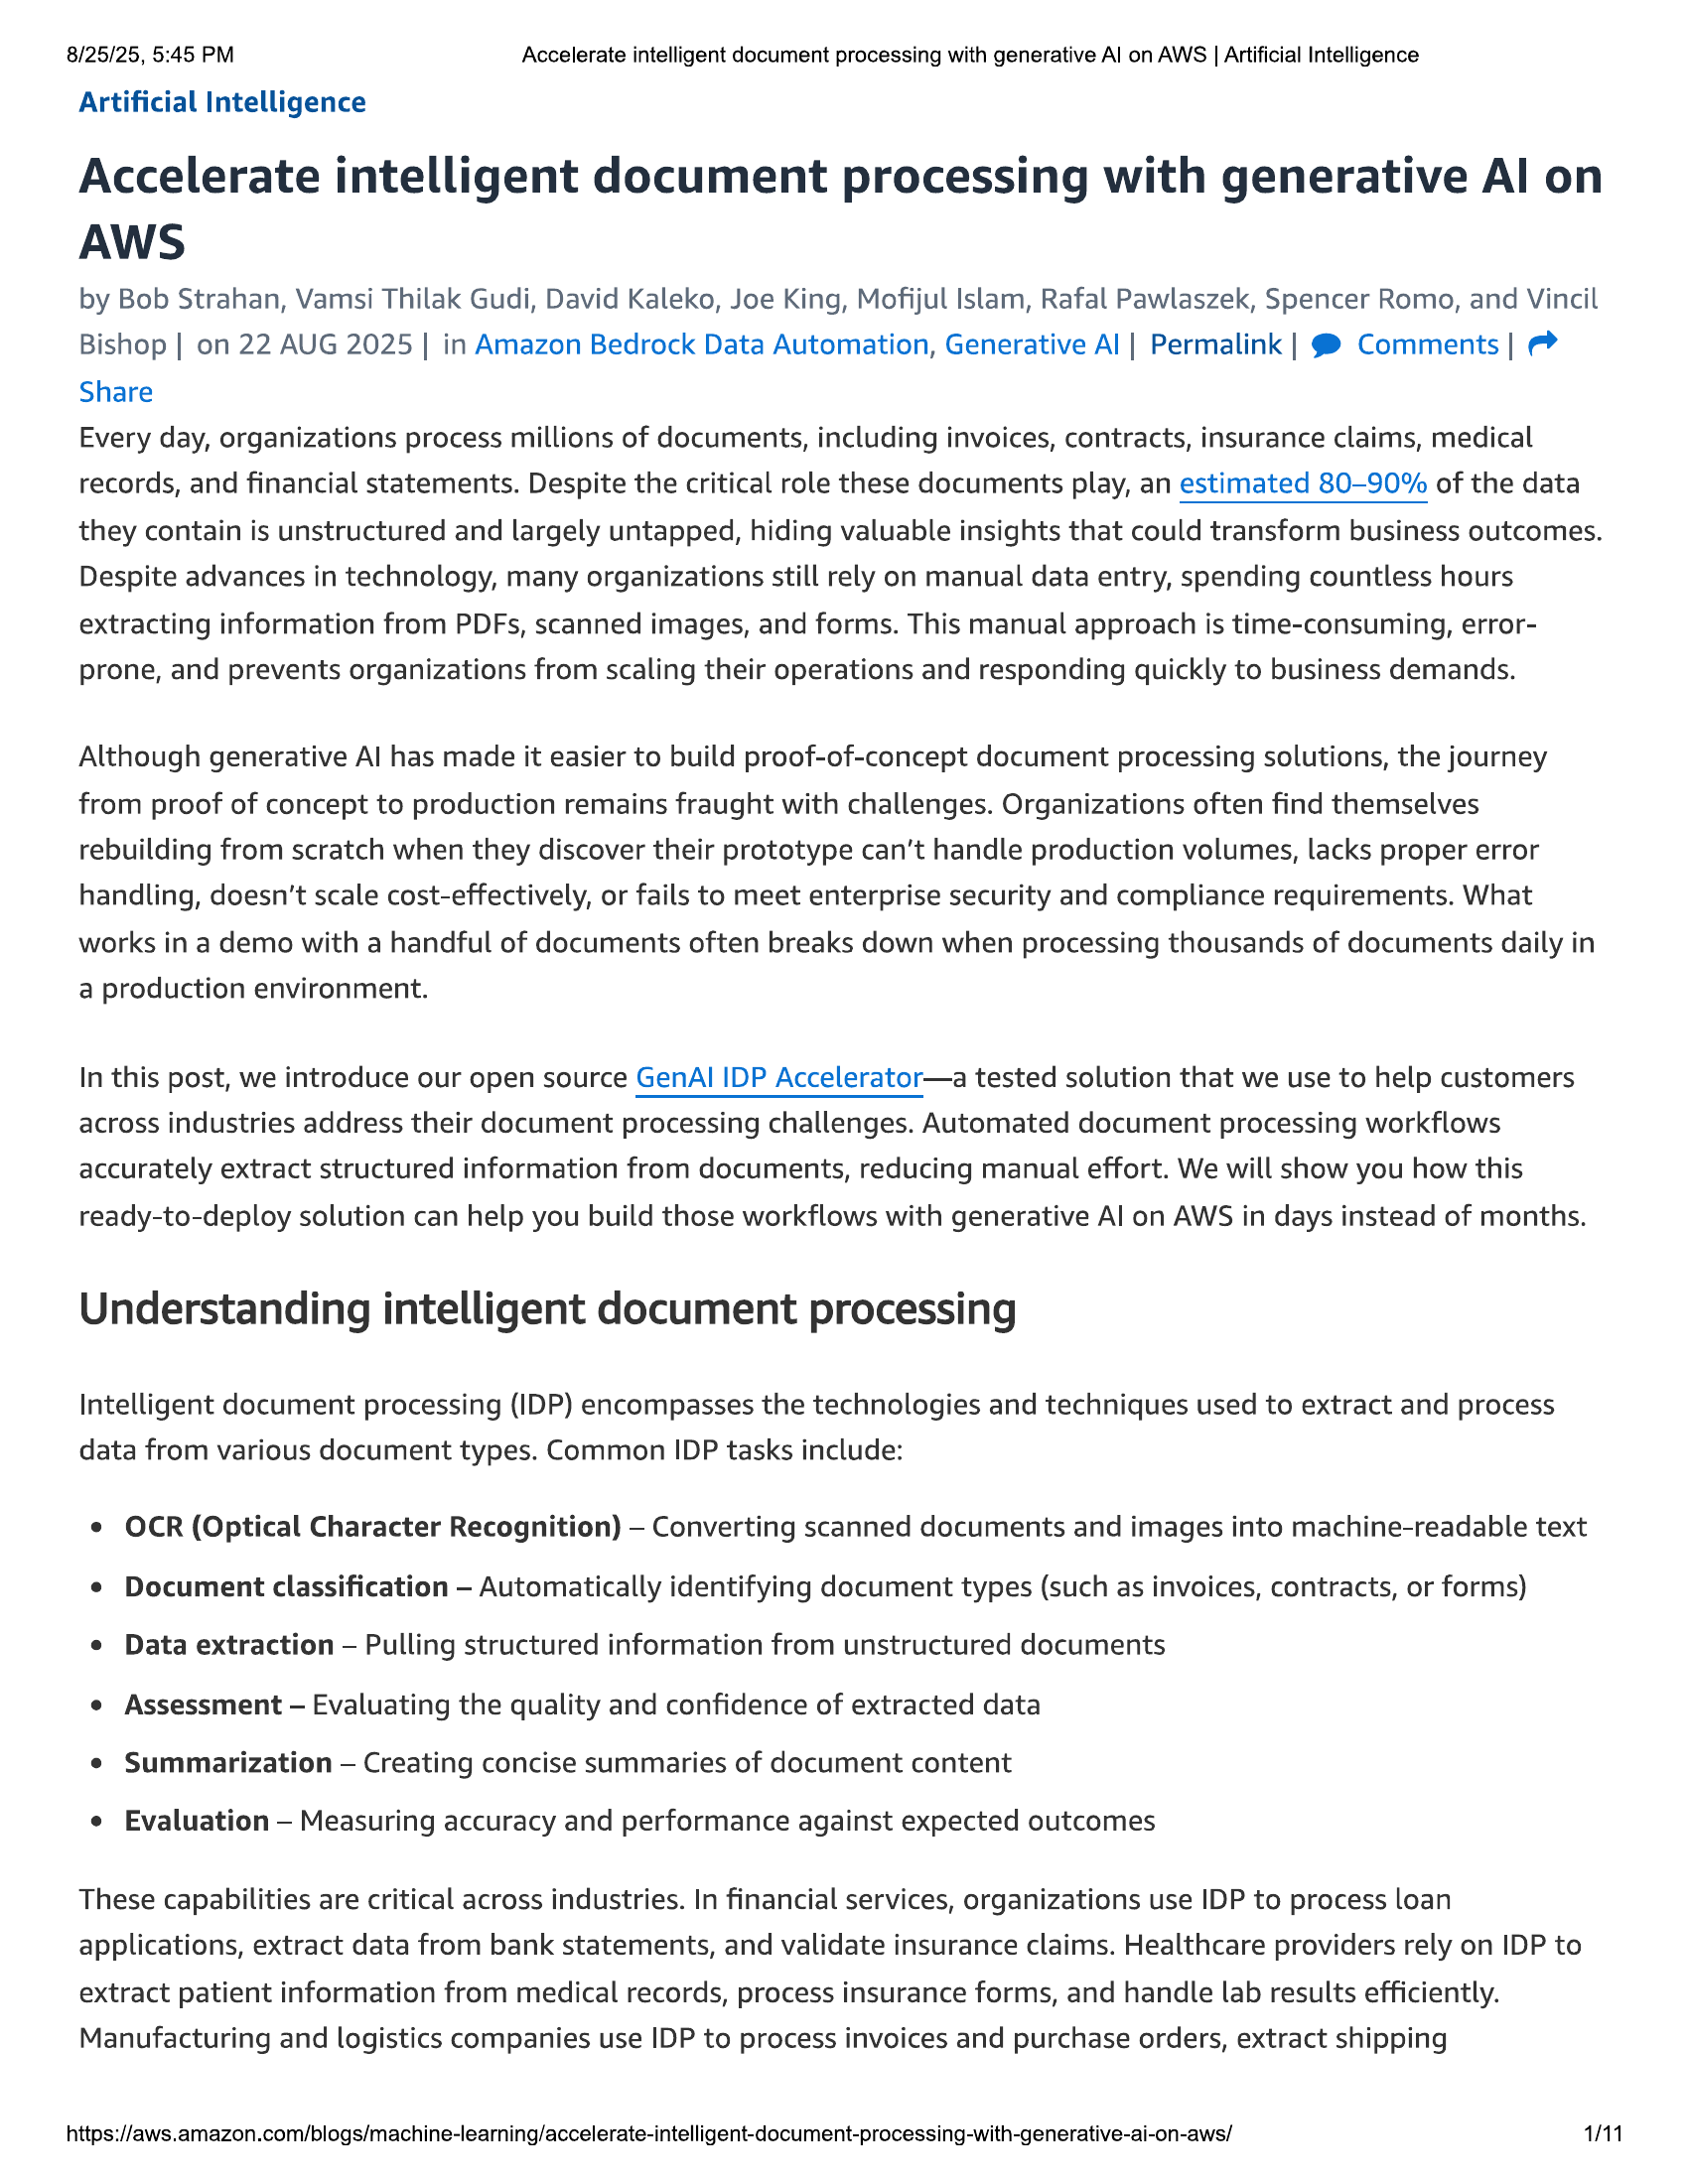 8/25/25, 5:45 PM
Accelerate intelligent document processing with generative AI on AWS | Artificial Intelligence
Artificial Intelligence
Accelerate intelligent document processing with generative AI on
AWS
by Bob Strahan, Vamsi Thilak Gudi, David Kaleko, Joe King, Mofijul Islam, Rafal Pawlaszek, Spencer Romo, and Vincil
Bishop | on 22 AUG 2025 | in Amazon Bedrock Data Automation, Generative AI | Permalink | Comments |
Share
Every day, organizations process millions of documents, including invoices, contracts, insurance claims, medical
records, and financial statements. Despite the critical role these documents play, an estimated 80–90% of the data
they contain is unstructured and largely untapped, hiding valuable insights that could transform business outcomes.
Despite advances in technology, many organizations still rely on manual data entry, spending countless hours
extracting information from PDFs, scanned images, and forms. This manual approach is time-consuming, error-
prone, and prevents organizations from scaling their operations and responding quickly to business demands.
Although generative AI has made it easier to build proof-of-concept document processing solutions, the journey
from proof of concept to production remains fraught with challenges. Organizations often find themselves
rebuilding from scratch when they discover their prototype can’t handle production volumes, lacks proper error
handling, doesn’t scale cost-effectively, or fails to meet enterprise security and compliance requirements. What
works in a demo with a handful of documents often breaks down when processing thousands of documents daily in
a production environment.
In this post, we introduce our open source GenAI IDP Accelerator—a tested solution that we use to help customers
across industries address their document processing challenges. Automated document processing workflows
accurately extract structured information from documents, reducing manual effort. We will show you how this
ready-to-deploy solution can help you build those workflows with generative AI on AWS in days instead of months.
Understanding intelligent document processing
Intelligent document processing (IDP) encompasses the technologies and techniques used to extract and process
data from various document types. Common IDP tasks include:
• OCR (Optical Character Recognition) – Converting scanned documents and images into machine-readable text
• Document classification – Automatically identifying document types (such as invoices, contracts, or forms)
• Data extraction – Pulling structured information from unstructured documents
• Assessment – Evaluating the quality and confidence of extracted data
• Summarization – Creating concise summaries of document content
• Evaluation – Measuring accuracy and performance against expected outcomes
These capabilities are critical across industries. In financial services, organizations use IDP to process loan
applications, extract data from bank statements, and validate insurance claims. Healthcare providers rely on IDP to
extract patient information from medical records, process insurance forms, and handle lab results efficiently.
Manufacturing and logistics companies use IDP to process invoices and purchase orders, extract shipping
https://aws.amazon.com/blogs/machine-learning/accelerate-intelligent-document-processing-with-generative-ai-on-aws/
1/11